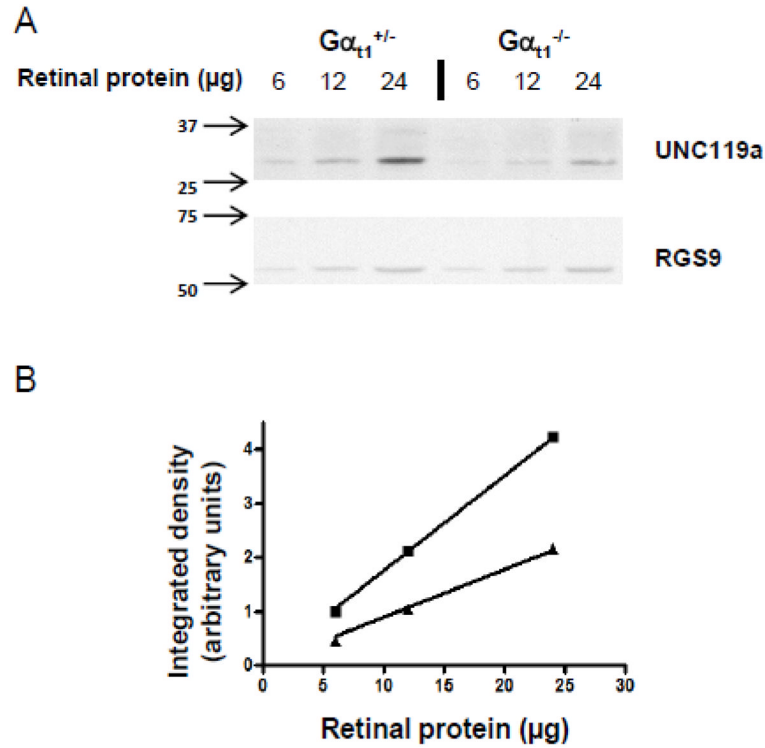 A
Gαt1+/- Gαt1-/-
Retinal protein (µg) 6 12 24 6 12 24
37
UNC119a
25
75
RGS9
50
B
Integrated density
(arbitrary units)
4
3
2
1
0
0 5 10 15 20 25 30
Retinal protein (µg)